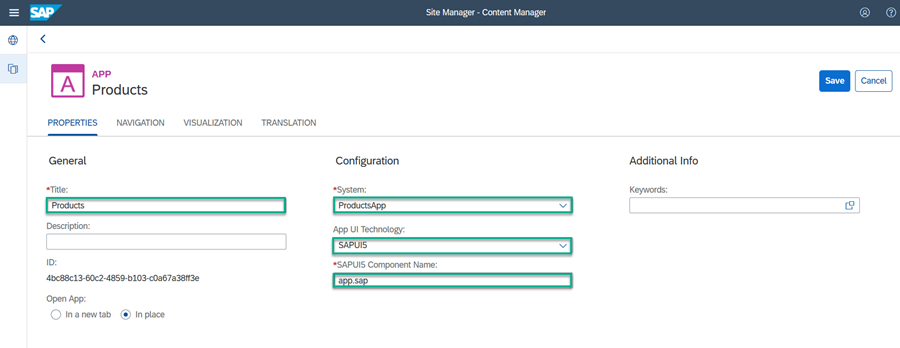 SAP
Site Manager - Content Manager
A
APP
Products
Save
Cancel
PROPERTIES
NAVIGATION
VISUALIZATION
TRANSLATION
General
*Title:
Products
Description:
ID:
4bc88c13-60c2-4859-b103-c0a67a38ff3e
Open App:
In a new tab
In place
Configuration
*System:
ProductsApp
App UI Technology:
SAPUI5
*SAPUI5 Component Name:
app.sap
Additional Info
Keywords: